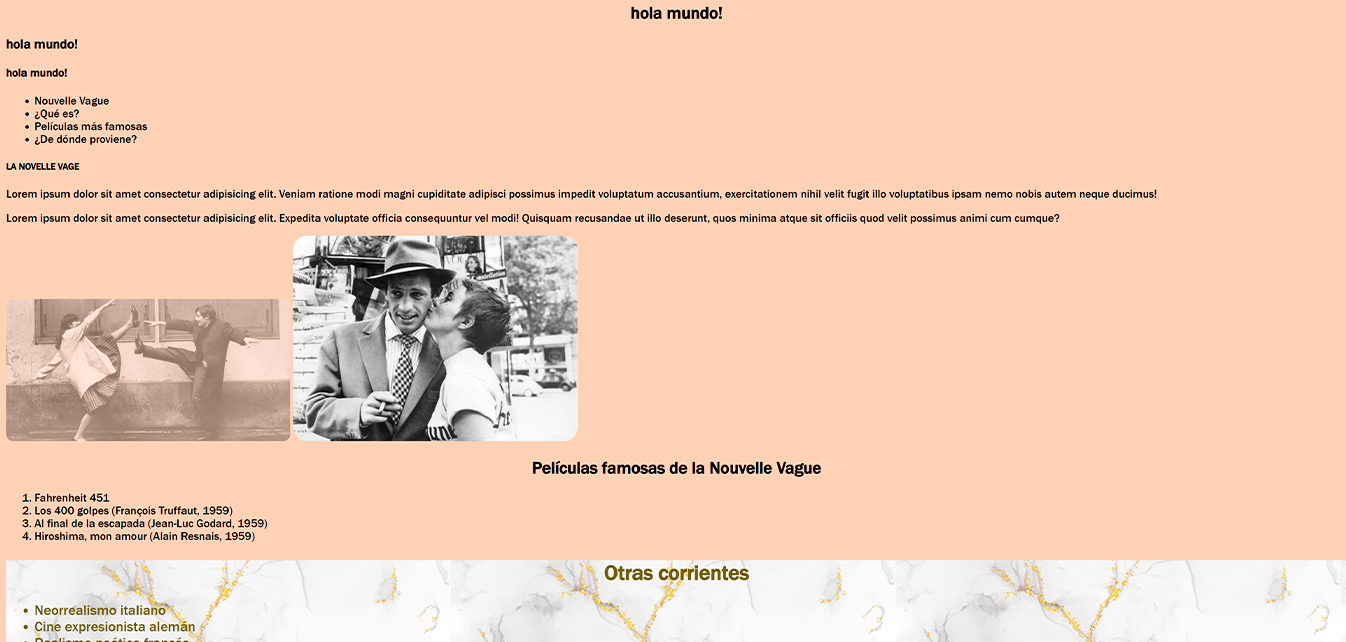 hola mundo!
hola mundo!
hola mundo!
Nouvelle Vague
¿Qué es?
Películas más famosas
¿De dónde proviene?
LA NOVELLE VAGE
Lorem ipsum dolor sit amet consectetur adipisicing elit. Veniam ratione modi magni cupiditate adipisci possimus impedit voluptatum accusantium, exercitationem nihil velit fugit illo voluptatibus ipsam nemo nobis autem neque ducimus!
Lorem ipsum dolor sit amet consectetur adipisicing elit. Expedita voluptate officia consequuntur vel modi! Quisquam recusandae ut illo deserunt, quos minima atque sit officiis quod velit possimus animi cum cumque?
Películas famosas de la Nouvelle Vague
1. Fahrenheit 451
2. Los 400 golpes (François Truffaut, 1959)
3. Al final de la escapada (Jean-Luc Godard, 1959)
4. Hiroshima, mon amour (Alain Resnais, 1959)
Otras corrientes
Neorrealismo italiano
Cine expresionista alemán
Realismo poético francés